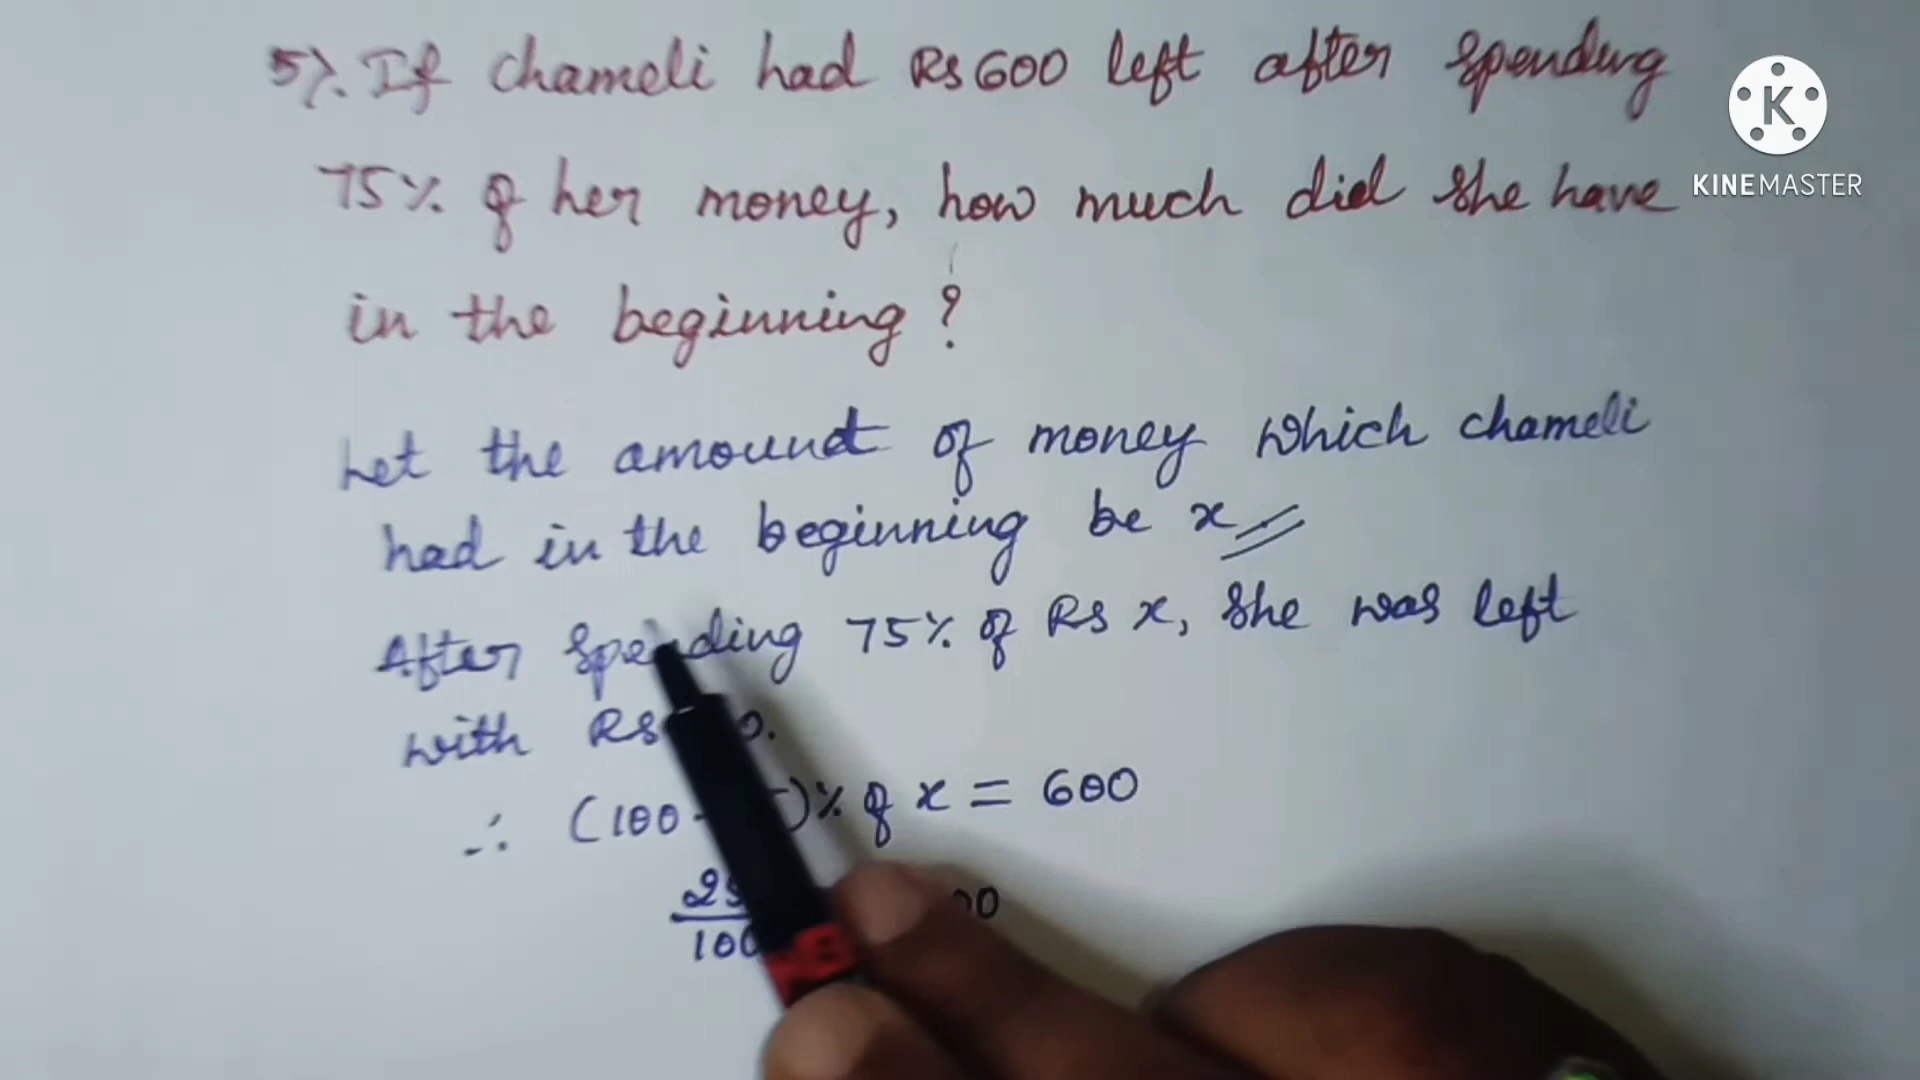 5). If chameli had Rs 600 left after spending
75% of her money, how much did she have
in the beginning ?
Let the amount of money which chameli
had in the beginning be x
After spending 75% of Rs x, she was left
with Rs
∴ (100 - )% of x = 600
100
K
KINEMASTER